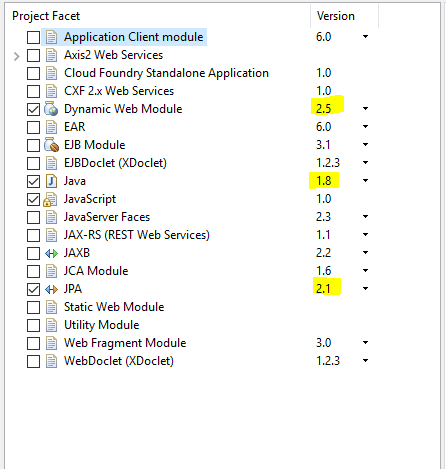 Project Facet Version
Application Client module 6.0
Axis2 Web Services
Cloud Foundry Standalone Application 1.0
CXF 2.x Web Services 1.0
Dynamic Web Module 2.5
EAR 6.0
EJB Module 3.1
EJBDoclet (XDoclet) 1.2.3
Java 1.8
JavaScript 1.0
JavaServer Faces 2.3
JAX-RS (REST Web Services) 1.1
JAXB 2.2
JCA Module 1.6
JPA 2.1
Static Web Module
Utility Module
Web Fragment Module 3.0
WebDoclet (XDoclet) 1.2.3